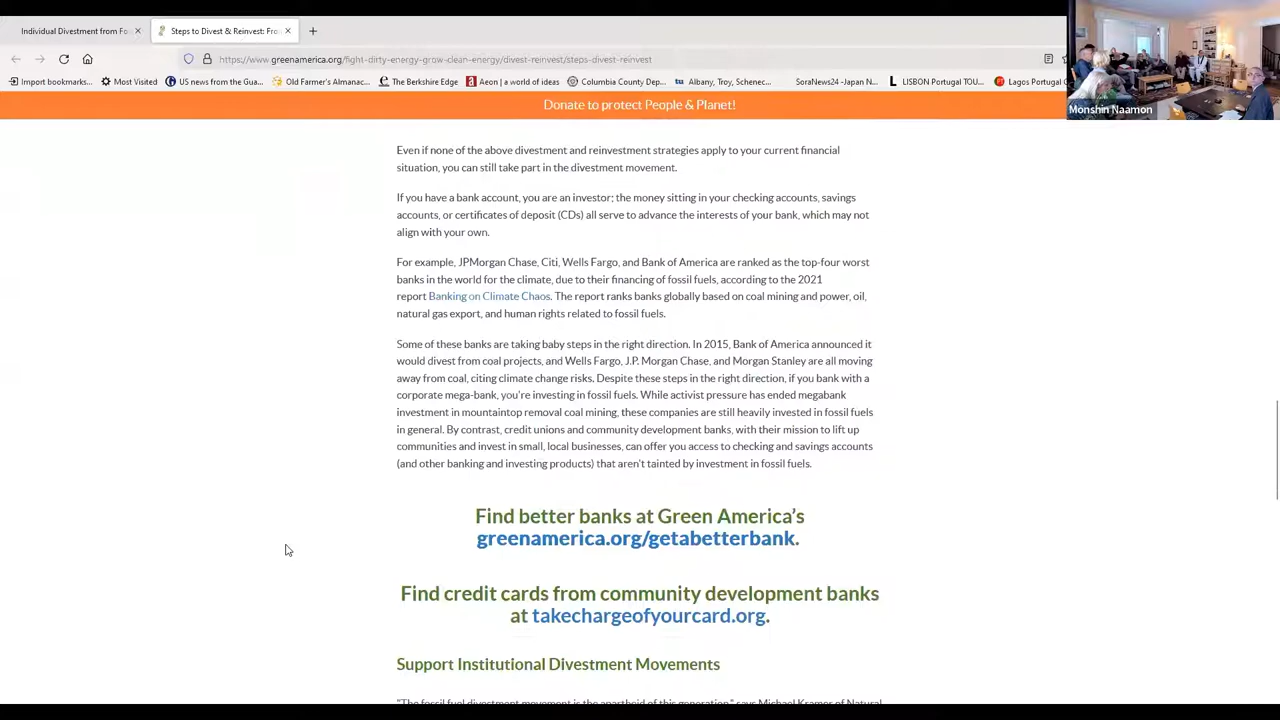 Individual Divestment from Fo
Steps to Divest & Reinvest: Fro
https://www.greenamerica.org/fight-dirty-energy-grow-clean-energy/divest-reinvest/steps-divest-reinvest
Import bookmarks...
Most Visited
US news from the Gua...
Old Farmer's Almanac...
The Berkshire Edge
Aeon | a world of ideas
Columbia County Dep...
tu Albany, Troy, Schenec...
SoraNews24 -Japan N...
L LISBON Portugal TOU...
Lagos Portugal
Monshin Naamon
Donate to protect People & Planet!
Even if none of the above divestment and reinvestment strategies apply to your current financial
situation, you can still take part in the divestment movement.
If you have a bank account, you are an investor; the money sitting in your checking accounts, savings
accounts, or certificates of deposit (CDs) all serve to advance the interests of your bank, which may not
align with your own.
For example, JPMorgan Chase, Citi, Wells Fargo, and Bank of America are ranked as the top-four worst
banks in the world for the climate, due to their financing of fossil fuels, according to the 2021
report Banking on Climate Chaos. The report ranks banks globally based on coal mining and power, oil,
natural gas export, and human rights related to fossil fuels.
Some of these banks are taking baby steps in the right direction. In 2015, Bank of America announced it
would divest from coal projects, and Wells Fargo, J.P. Morgan Chase, and Morgan Stanley are all moving
away from coal, citing climate change risks. Despite these steps in the right direction, if you bank with a
corporate mega-bank, you're investing in fossil fuels. While activist pressure has ended megabank
investment in mountaintop removal coal mining, these companies are still heavily invested in fossil fuels
in general. By contrast, credit unions and community development banks, with their mission to lift up
communities and invest in small, local businesses, can offer you access to checking and savings accounts
(and other banking and investing products) that aren't tainted by investment in fossil fuels.
Find better banks at Green America's
greenamerica.org/getabetterbank.
Find credit cards from community development banks
at takechargeofyourcard.org.
Support Institutional Divestment Movements
"The fossil fuel divestment movement is the apartheid of this generation," says Michael Kramer of Natural